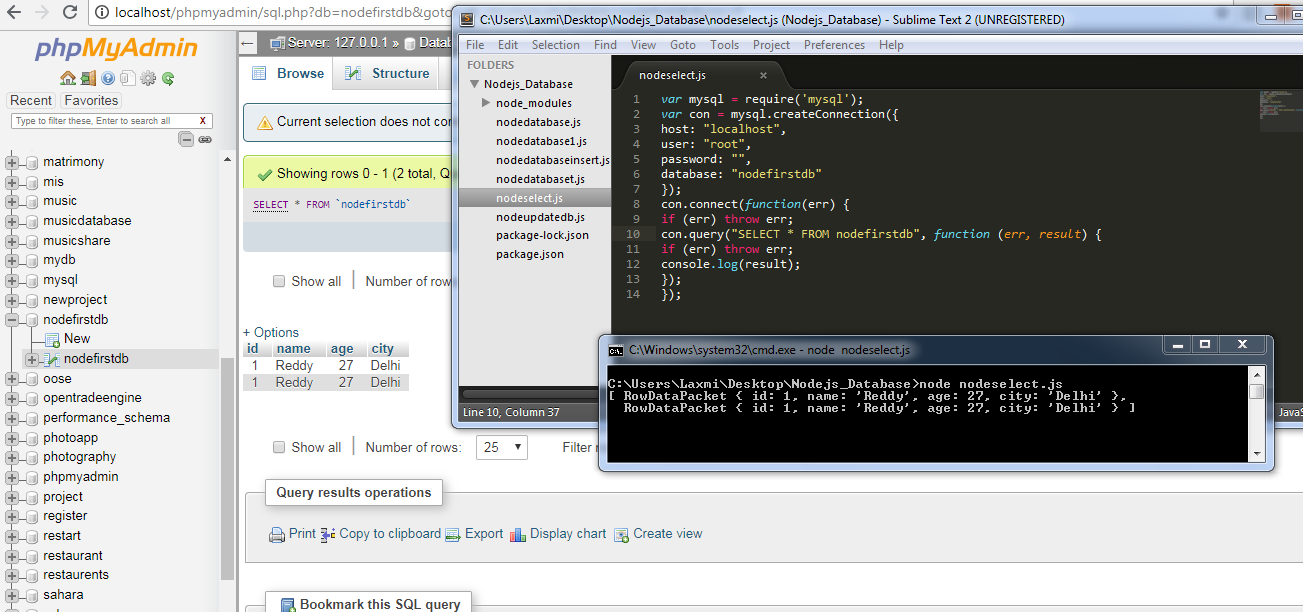 localhost/phpmyadmin/sql.php?db=nodefirstdb&goto
phpMyAdmin
Recent Favorites
Type to filter these, Enter to search all X
matrimony
mis
music
musicdatabase
musicshare
mydb
mysql
newproject
nodefirstdb
New
nodefirstdb
oose
opentradeengine
performance_schema
photoapp
photography
phpmyadmin
project
register
restart
restaurant
restaurents
sahara
Server: 127.0.0.1 » Datab
Browse Structure
Current selection does not cor
Showing rows 0 - 1 (2 total, Q
SELECT * FROM `nodefirstdb`
Show all Number of row
+ Options
id name age city
1 Reddy 27 Delhi
1 Reddy 27 Delhi
Show all Number of rows: 25 Filter r
Query results operations
Print Copy to clipboard Export Display chart Create view
Bookmark this SQL query
C:\Users\Laxmi\Desktop\Nodejs_Database\nodeselect.js (Nodejs_Database) - Sublime Text 2 (UNREGISTERED)
File Edit Selection Find View Goto Tools Project Preferences Help
FOLDERS
Nodejs_Database
node_modules
nodedatabase.js
nodedatabase1.js
nodedatabaseinsert.js
nodedatabaset.js
nodeselect.js
nodeupdatedb.js
package-lock.json
package.json
nodeselect.js
1 var mysql = require('mysql');
2 var con = mysql.createConnection({
3 host: "localhost",
4 user: "root",
5 password: "",
6 database: "nodefirstdb"
7 });
8 con.connect(function(err) {
9 if (err) throw err;
10 con.query("SELECT * FROM nodefirstdb", function (err, result) {
11 if (err) throw err;
12 console.log(result);
13 });
14 });
Line 10, Column 37
JavaS
C:\Windows\system32\cmd.exe - node nodeselect.js
C:\Users\Laxmi\Desktop\Nodejs_Database>node nodeselect.js
[ RowDataPacket { id: 1, name: 'Reddy', age: 27, city: 'Delhi' },
RowDataPacket { id: 1, name: 'Reddy', age: 27, city: 'Delhi' } ]